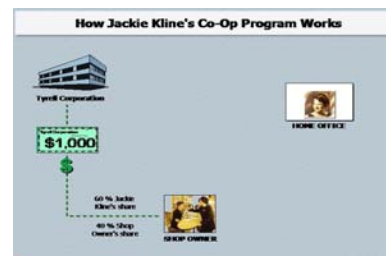 How Jackie Kline's Co-Op Program Works
Tyrell Corporation
HOME OFFICE
$1,000
$
60 % Jackie
Kline's share
40 % Shop
Owner's share
SHOP OWNER